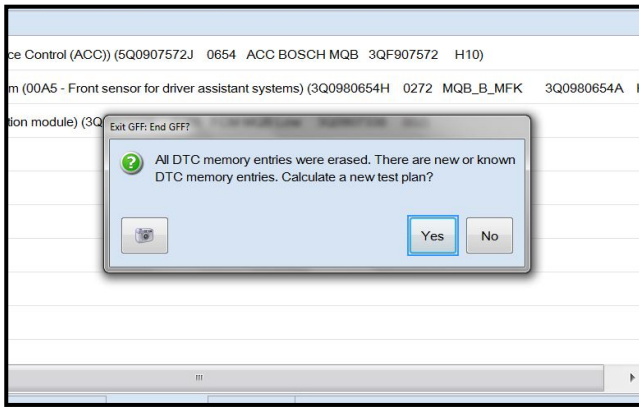 ce Control (ACC)) (5Q0907572J 0654 ACC BOSCH MQB 3QF907572 H10)
m (00A5 - Front sensor for driver assistant systems) (3Q0980654H 0272 MQB_B_MFK 3Q0980654A
tion module) (3Q
Exit GFF: End GFF?
All DTC memory entries were erased. There are new or known
DTC memory entries. Calculate a new test plan?
Yes No